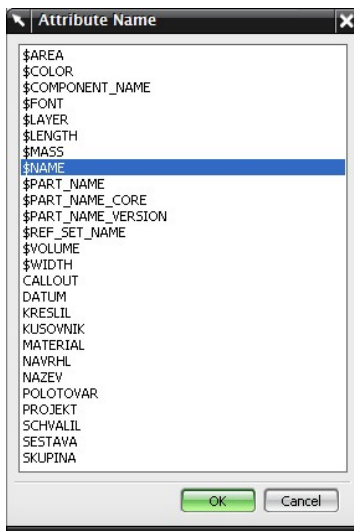 Attribute Name
$AREA
$COLOR
$COMPONENT_NAME
$FONT
$LAYER
$LENGTH
$MASS
$NAME
$PART_NAME
$PART_NAME_CORE
$PART_NAME_VERSION
$REF_SET_NAME
$VOLUME
$WIDTH
CALLOUT
DATUM
KRESLIL
KUSOVNIK
MATERIAL
NAVRHL
NAZEV
POLOTOVAR
PROJEKT
SCHVALIL
SESTAVA
SKUPINA
OK Cancel